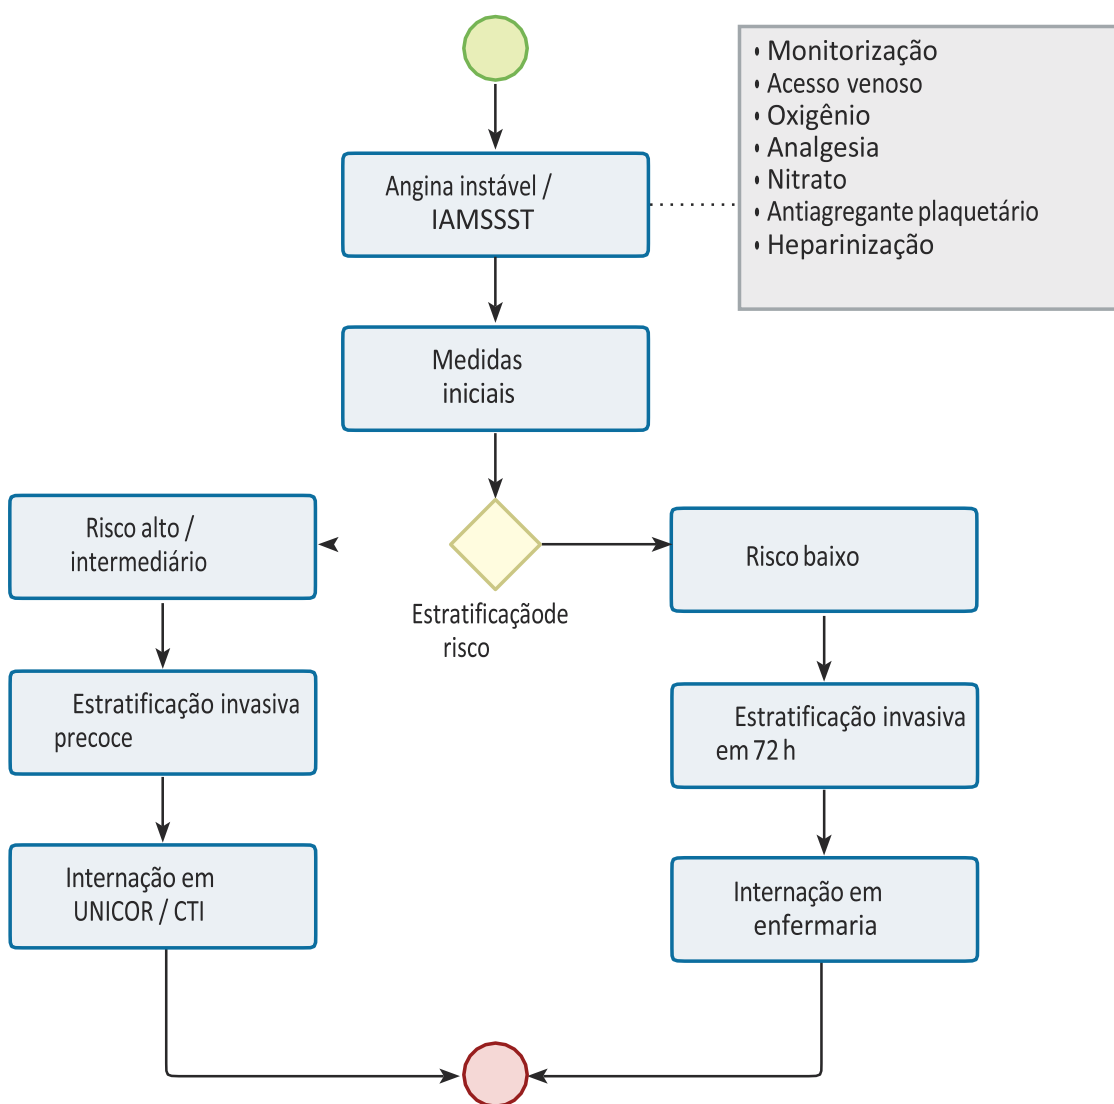 • Monitorização
• Acesso venoso
• Oxigênio
• Analgesia
• Nitrato
• Antiagregante plaquetário
• Heparinização
Angina instável /
IAMSSST
Medidas
iniciais
Risco alto /
intermediário
Estratificaçãode
risco
Risco baixo
Estratificação invasiva
precoce
Estratificação invasiva
em 72 h
Internação em
UNICOR / CTI
Internação em
enfermaria